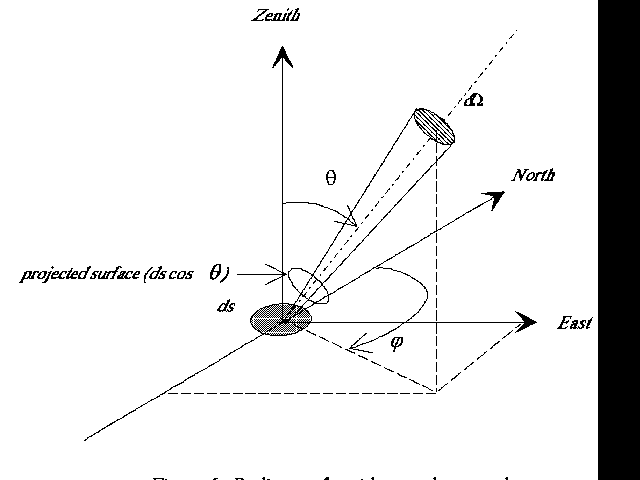 Zenith
dΩ
θ
North
projected surface (ds cos θ)
ds
East
φ